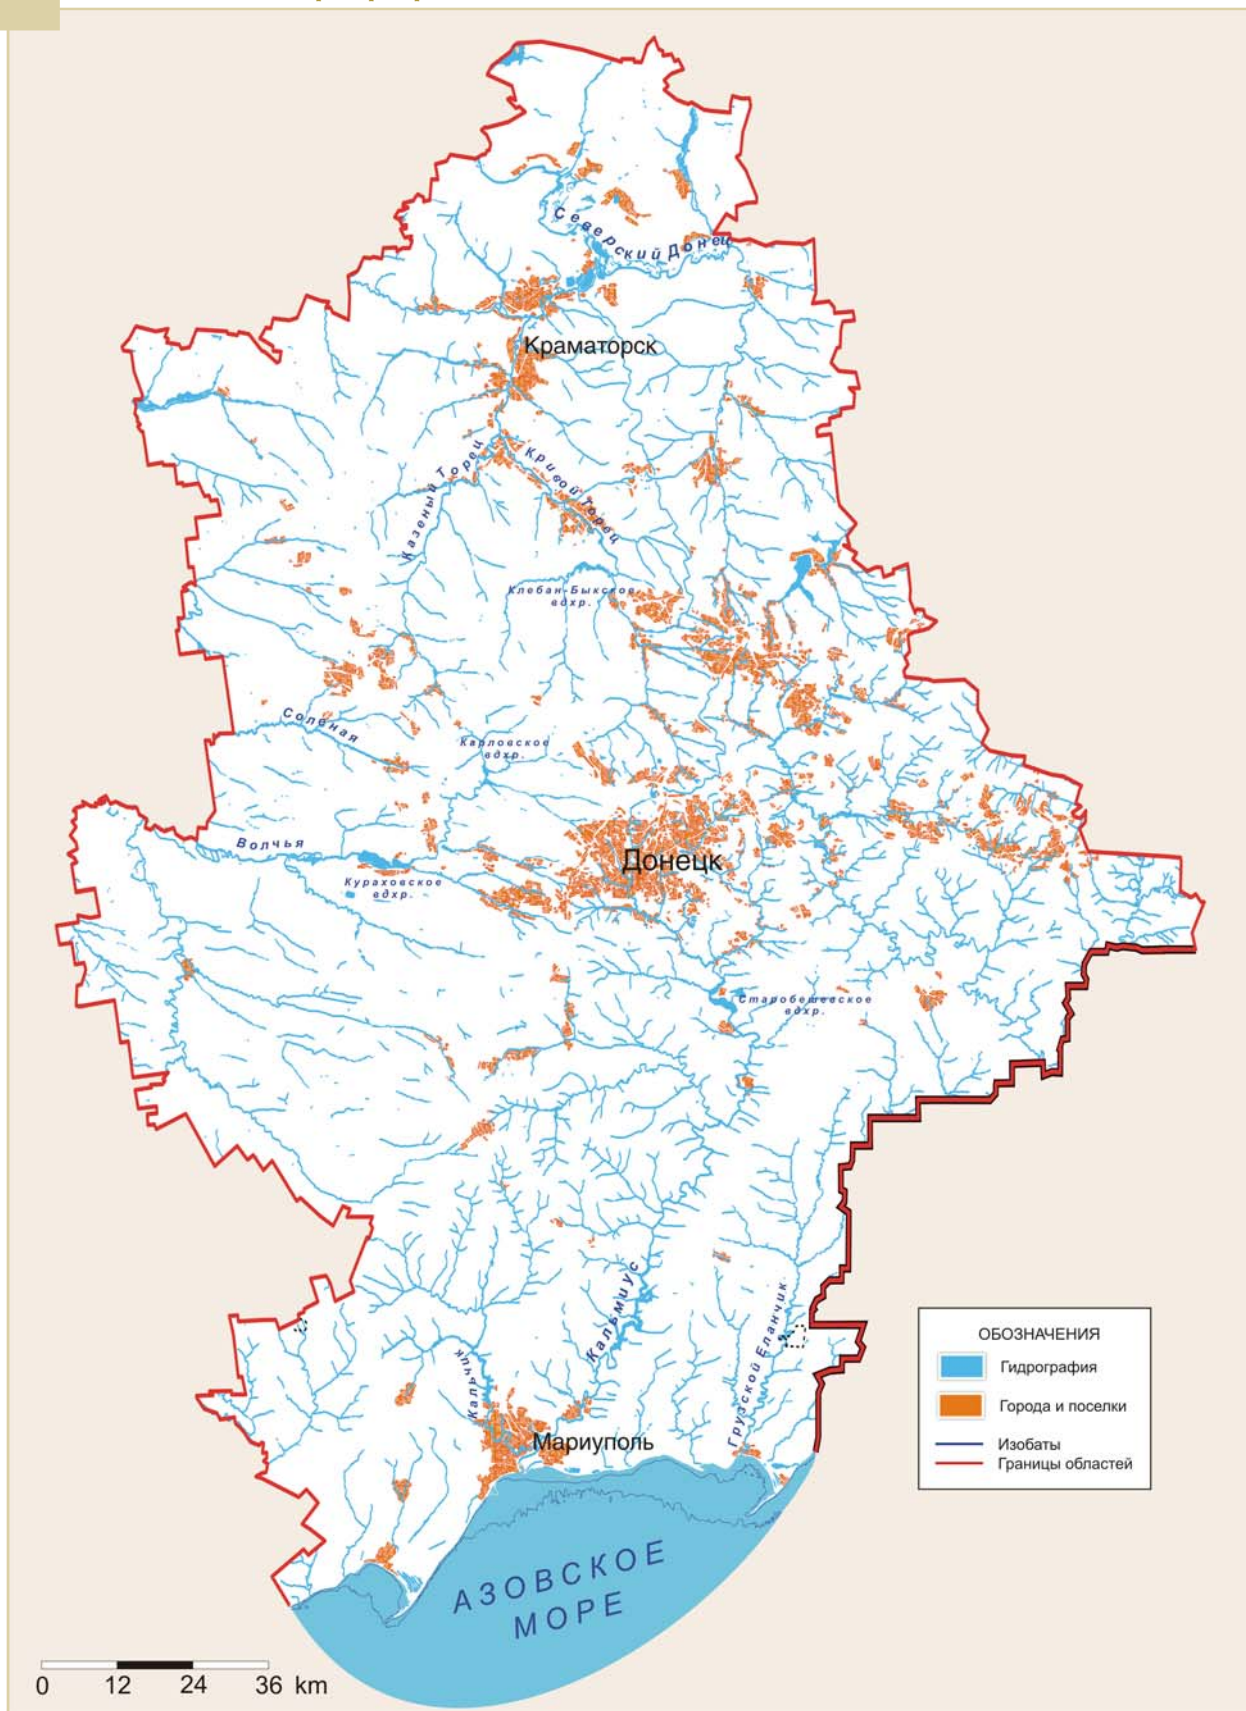 Северский Донец
Краматорск
Казеный Торец
Кривой Торец
Клебан-Быкское
вдхр.
Солёная
Карловское
вдхр.
Волчья
Донецк
Кураховское
вдхр.
Старобешевское
вдхр.
Кальмиус
Грузской Еланчик
Кальчик
Мариуполь
АЗОВСКОЕ
МОРЕ
ОБОЗНАЧЕНИЯ
Гидрография
Города и поселки
Изобаты
Границы областей
0 12 24 36 km